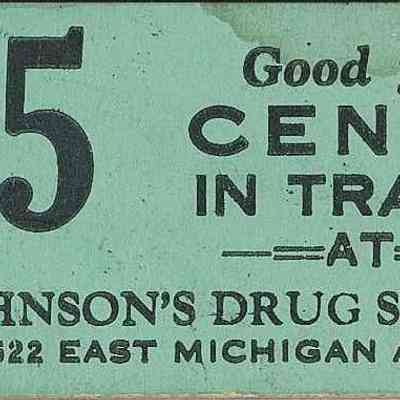 5
Good
CEN
IN TRA
AT
HNSON'S DRUG S
522 EAST MICHIGAN A